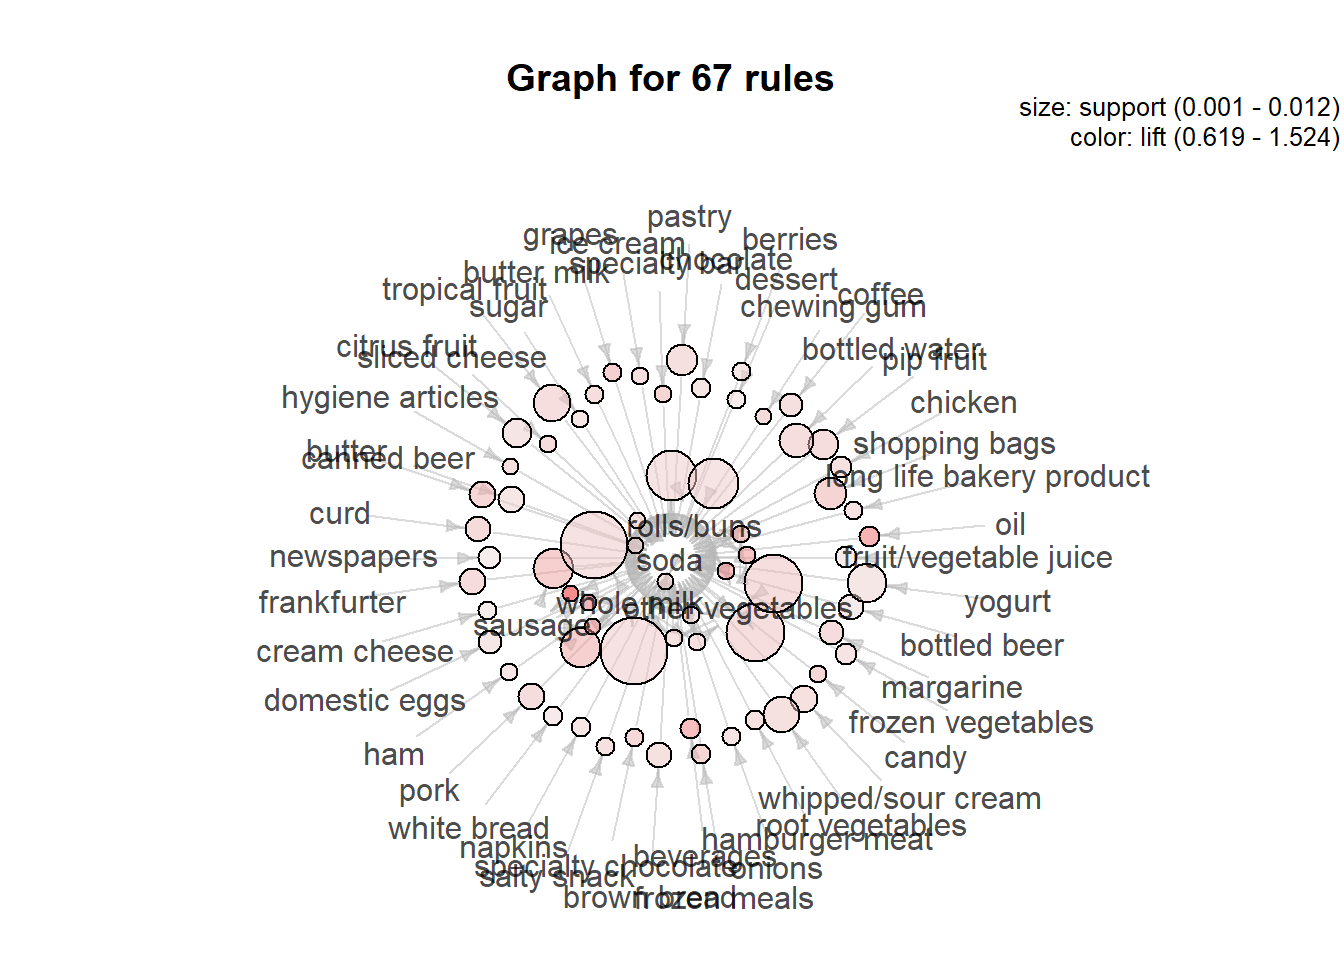 Graph for 67 rules
size: support (0.001 - 0.012)
color: lift (0.619 - 1.524)
pastry
grapes
berries
ice cream
chocolate
specialty bar
butter milk
dessert
tropical fruit
coffee
sugar
chewing gum
citrus fruit
bottled water
sliced cheese
pip fruit
hygiene articles
chicken
shopping bags
butter
canned beer
long life bakery product
curd
rolls/buns
oil
newspapers
soda
fruit/vegetable juice
frankfurter
whole milk
other vegetables
yogurt
sausage
cream cheese
bottled beer
domestic eggs
margarine
frozen vegetables
ham
candy
pork
whipped/sour cream
white bread
root vegetables
napkins
hamburger meat
beverages
specialty chocolate
onions
salty snack
brown bread
frozen meals